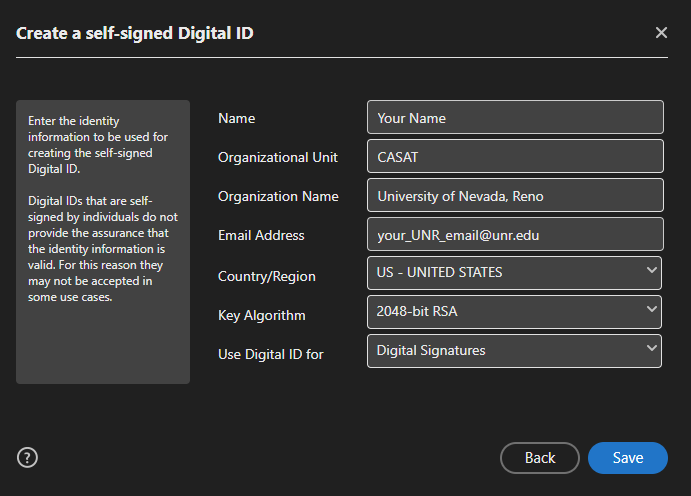 Create a self-signed Digital ID
Enter the identity
information to be used for
creating the self-signed
Digital ID.
Digital IDs that are self-
signed by individuals do not
provide the assurance that
the identity information is
valid. For this reason they
may not be accepted in
some use cases.
Name
Your Name
Organizational Unit
CASAT
Organization Name
University of Nevada, Reno
Email Address
your_UNR_email@unr.edu
Country/Region
US - UNITED STATES
Key Algorithm
2048-bit RSA
Use Digital ID for
Digital Signatures
?
Back
Save